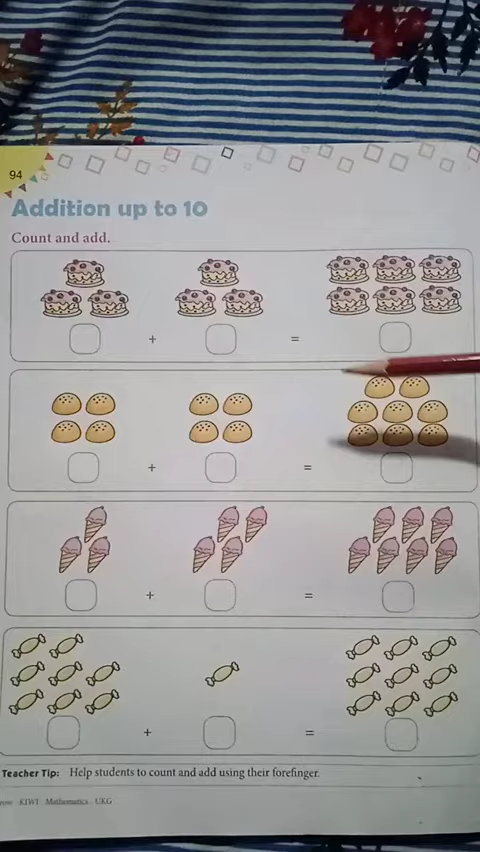 94
Addition up to 10
Count and add.
+ =
+ =
+ =
+ =
Teacher Tip: Help students to count and add using their forefinger.
KIWI Mathematics UKG